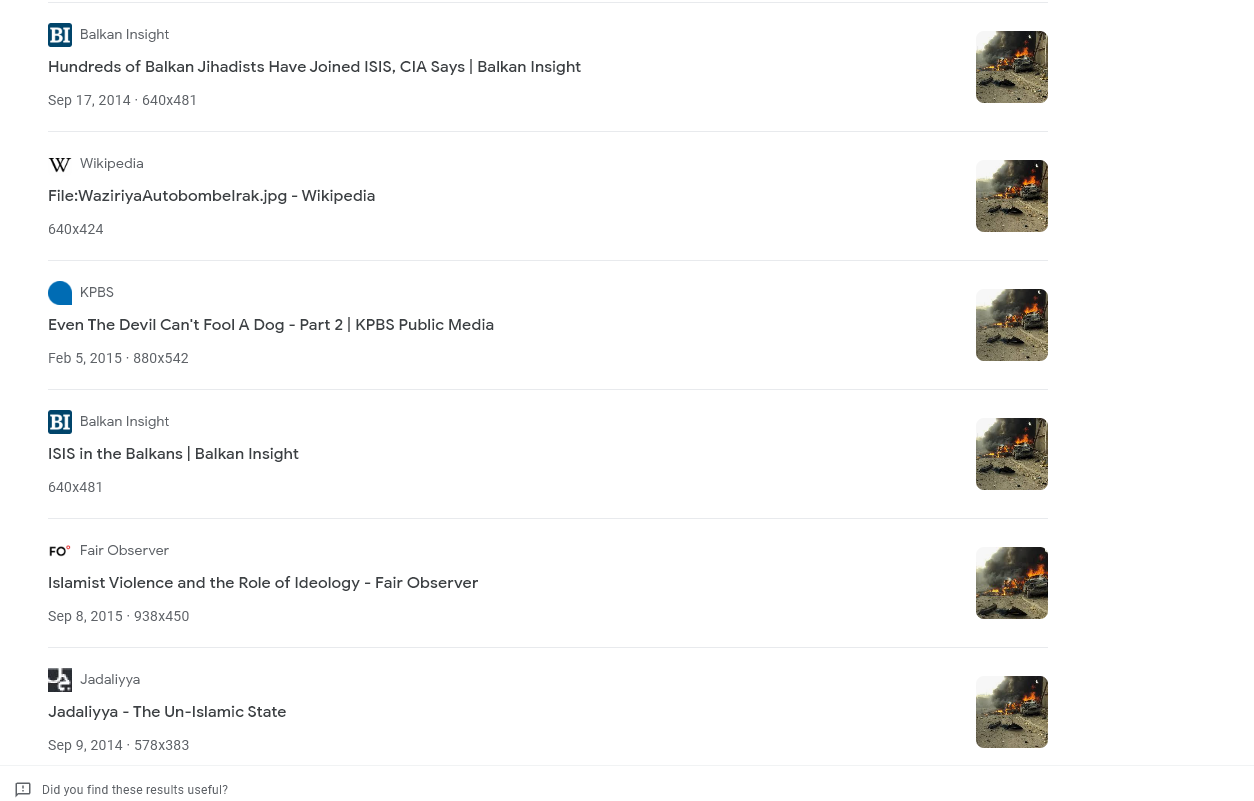 BI Balkan Insight
Hundreds of Balkan Jihadists Have Joined ISIS, CIA Says | Balkan Insight
Sep 17, 2014 · 640x481
W Wikipedia
File:WaziriyaAutobombeIrak.jpg - Wikipedia
640x424
KPBS
Even The Devil Can't Fool A Dog - Part 2 | KPBS Public Media
Feb 5, 2015 · 880x542
BI Balkan Insight
ISIS in the Balkans | Balkan Insight
640x481
FO° Fair Observer
Islamist Violence and the Role of Ideology - Fair Observer
Sep 8, 2015 · 938x450
Jadaliyya
Jadaliyya - The Un-Islamic State
Sep 9, 2014 · 578x383
Did you find these results useful?